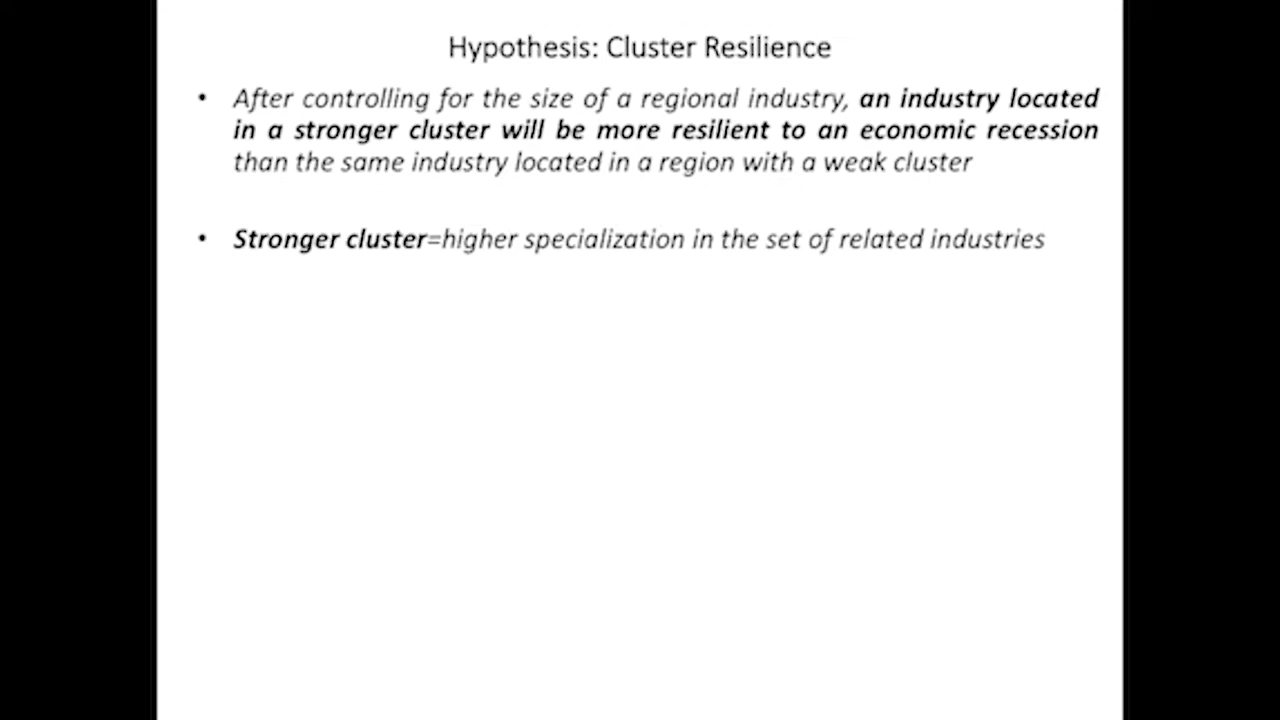 Hypothesis: Cluster Resilience
• After controlling for the size of a regional industry, an industry located
in a stronger cluster will be more resilient to an economic recession
than the same industry located in a region with a weak cluster
• Stronger cluster=higher specialization in the set of related industries